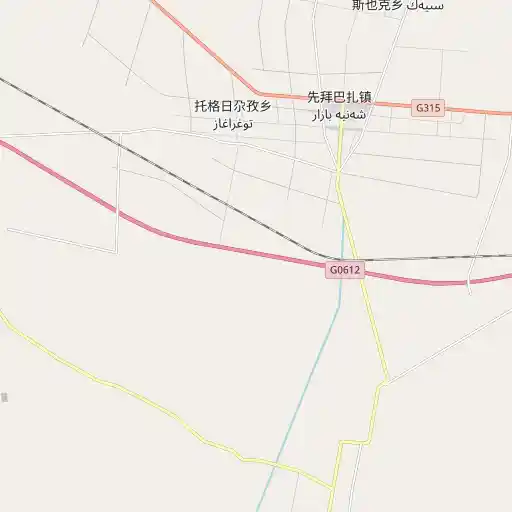 斯也克乡 سىيەك
先拜巴扎镇
شەنبە بازار
G315
托格日尕孜乡
توغراغاز
G0612